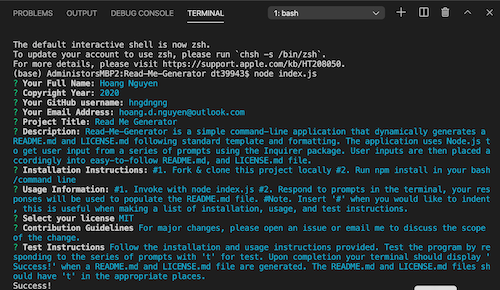 PROBLEMS OUTPUT DEBUG CONSOLE TERMINAL 1: bash
The default interactive shell is now zsh.
To update your account to use zsh, please run `chsh -s /bin/zsh`.
For more details, please visit https://support.apple.com/kb/HT208050.
(base) AdministorsMBP2:Read-Me-Generator dt39943$ node index.js
? Your Full Name: Hoang Nguyen
? Copyright Year: 2020
? Your GitHub username: hngdngng
? Your Email Address: hoang.d.nguyen@outlook.com
? Project Title: Read Me Generator
? Description: Read-Me-Generator is a simple command-line application that dynamically generates a
README.md and LICENSE.md following standard template and formatting. The application uses Node.js t
o get user input from a series of prompts using the Inquirer package. User inputs are then placed a
ccordingly into easy-to-follow README.md, and LICENSE.md file.
? Installation Instructions: #1. Fork & clone this project locally #2. Run npm install in your bash
/command line
? Usage Information: #1. Invoke with node index.js #2. Respond to prompts in the terminal, your res
ponses will be used to populate the README.md file. #Note. Insert '#' when you would like to indent
, this is useful when making a list of installation, usage, and test instructions.
? Select your license MIT
? Contribution Guidelines For major changes, please open an issue or email me to discuss the scope
of the change.
? Test Instructions Follow the installation and usage instructions provided. Test the program by re
sponding to the series of prompts with 't' for test. Upon completion your terminal should display '
Success!' when a README.md and LICENSE.md file are generated. The README.md and LICENSE.md files sh
ould have 't' in the appropriate places.
Success!